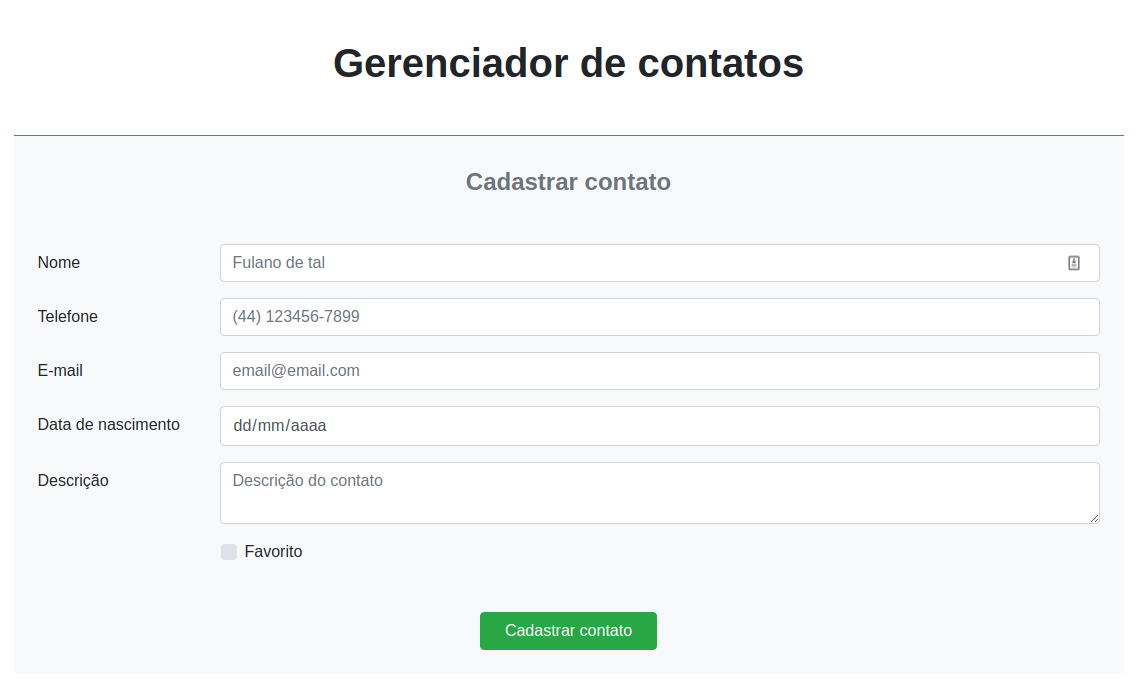 Gerenciador de contatos
Cadastrar contato
Nome
Fulano de tal
Telefone
(44) 123456-7899
E-mail
email@email.com
Data de nascimento
dd/mm/aaaa
Descrição
Descrição do contato
Favorito
Cadastrar contato